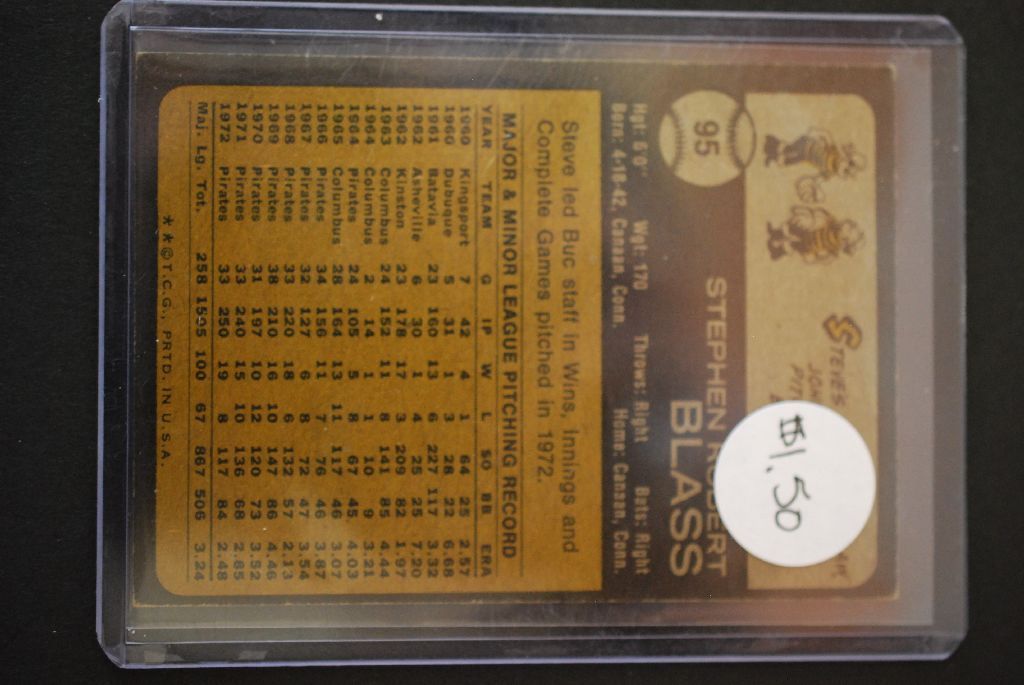 STEVE'S
$1.50
95
STEPHEN ROBERT
BLASS
Hgt: 6'0" Wgt: 170 Throws: Right Bats: Right
Born: 4-18-42, Canaan, Conn. Home: Canaan, Conn.
Steve led Buc staff in Wins, Innings and
Complete Games pitched in 1972.
MAJOR & MINOR LEAGUE PITCHING RECORD
YEAR TEAM G IP W L SO BB ERA
1960 Kingsport 7 42 4 1 64 25 2.57
1960 Dubuque 5 31 1 3 28 22 6.68
1961 Batavia 23 160 13 6 227 117 3.32
1962 Asheville 6 30 1 4 25 25 7.20
1962 Kinston 23 178 17 3 209 82 1.97
1963 Columbus 24 152 11 8 141 85 4.44
1964 Columbus 2 14 1 1 10 9 3.21
1964 Pirates 24 105 5 8 67 45 4.03
1965 Columbus 28 164 13 11 117 46 3.07
1966 Pirates 34 156 11 7 76 46 3.87
1967 Pirates 32 127 6 8 72 47 3.54
1968 Pirates 33 220 18 6 132 57 2.13
1969 Pirates 38 210 16 10 147 86 4.46
1970 Pirates 31 197 10 12 120 73 3.52
1971 Pirates 33 240 15 10 136 68 2.85
1972 Pirates 33 250 19 8 117 84 2.48
Maj. Lg. Tot. 258 1505 100 67 867 506 3.24
**©T.C.G., PRTD. IN U.S.A.